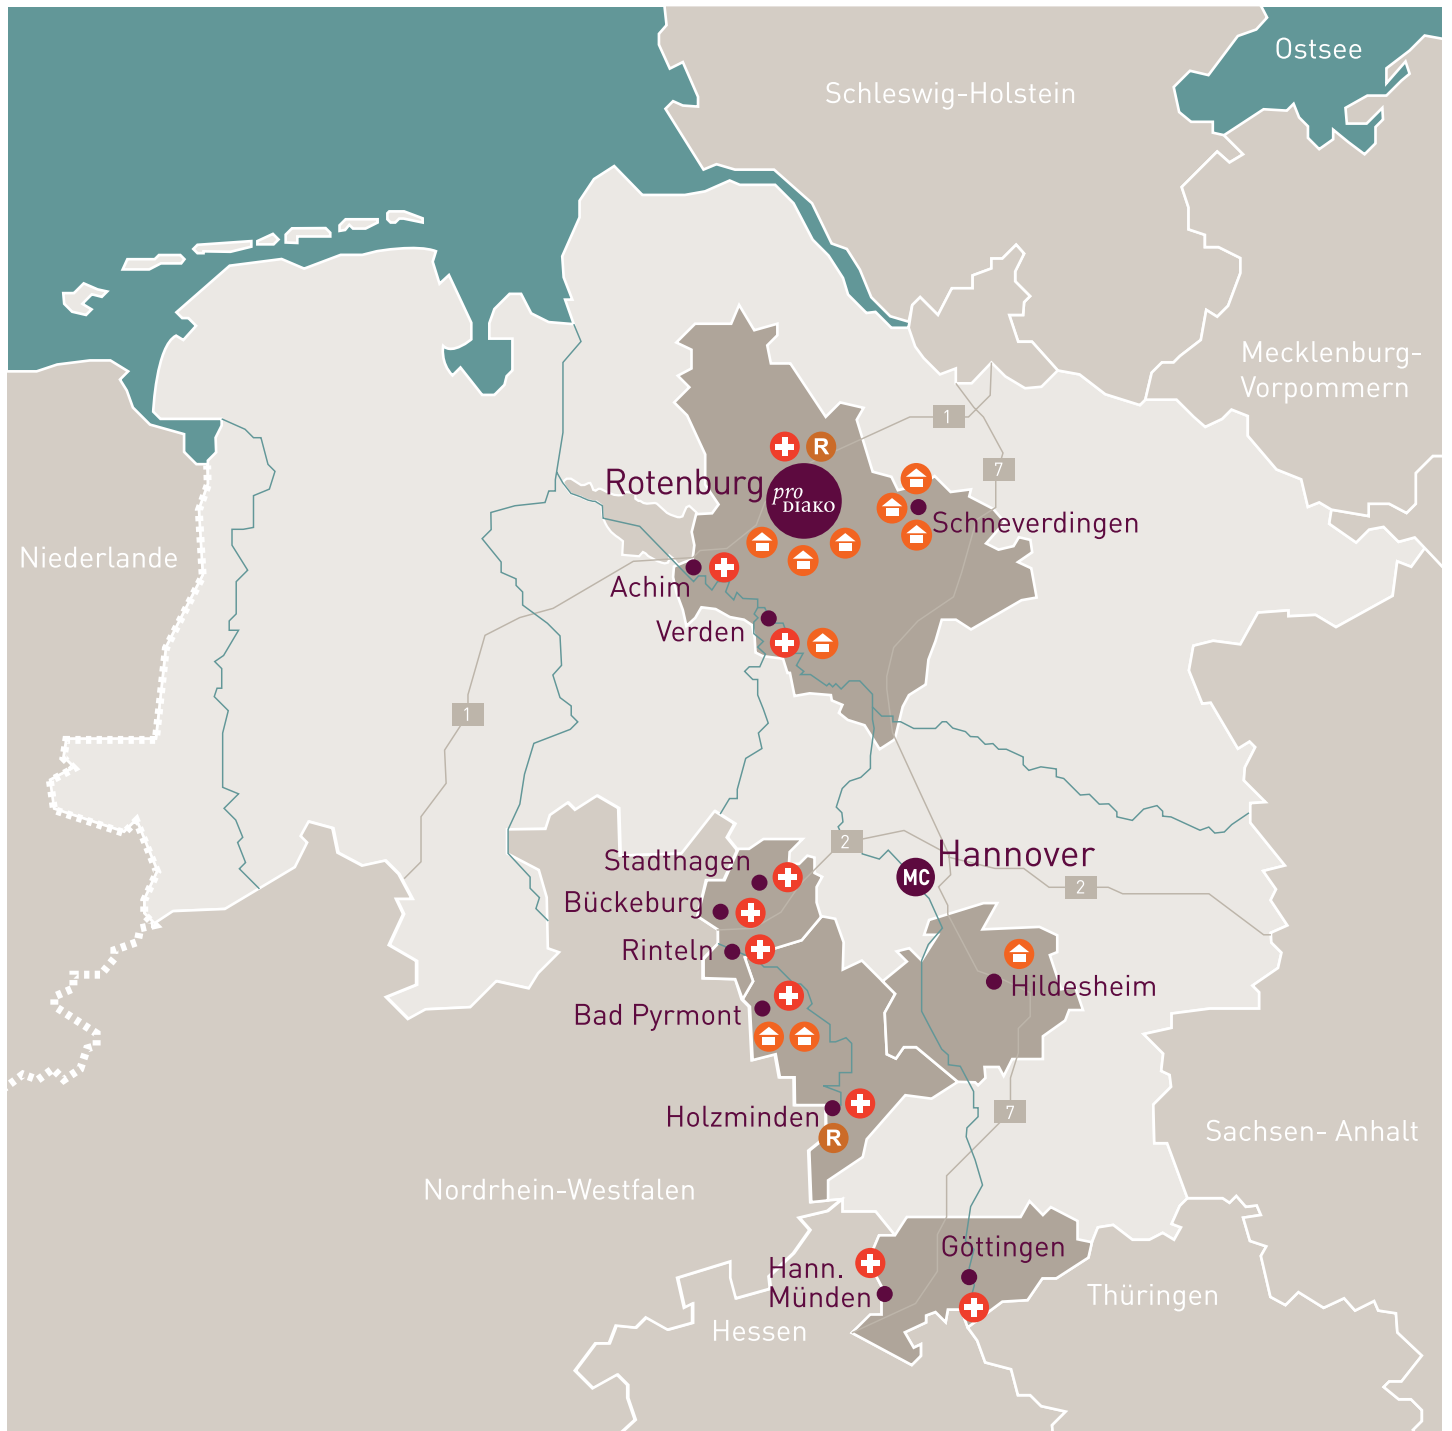 Ostsee
Schleswig-Holstein
Mecklenburg-
Vorpommern
1
R
7
Rotenburg
pro
DIAKO
Schneverdingen
Niederlande
Achim
Verden
1
2
Hannover
MC
Stadthagen
2
Bückeburg
Rinteln
Hildesheim
Bad Pyrmont
7
Holzminden
R
Sachsen- Anhalt
Nordrhein-Westfalen
Göttingen
Hann.
Münden
Thüringen
Hessen